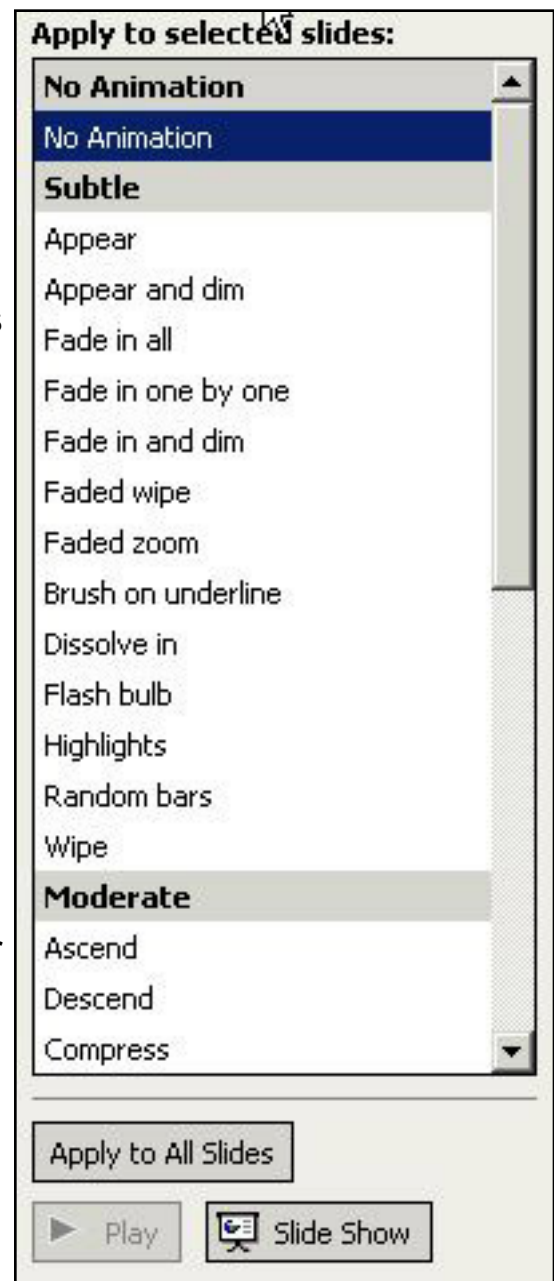 Apply to selected slides:
No Animation
No Animation
Subtle
Appear
Appear and dim
Fade in all
Fade in one by one
Fade in and dim
Faded wipe
Faded zoom
Brush on underline
Dissolve in
Flash bulb
Highlights
Random bars
Wipe
Moderate
Ascend
Descend
Compress
Apply to All Slides
Play
Slide Show